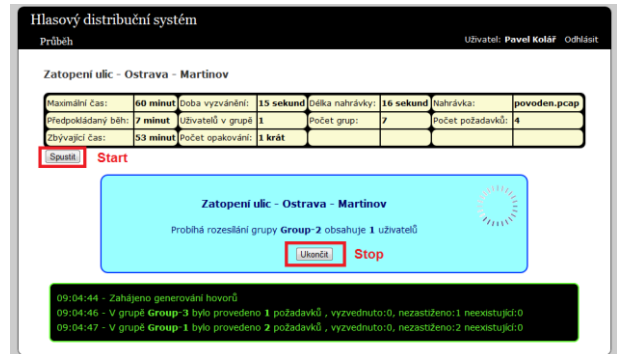 Hlasový distribuční systém
Průběh Uživatel: Pavel Kolář Odhlásit
Zatopení ulic - Ostrava - Martinov
Maximální čas: 60 minut Doba vyzvánění: 15 sekund Délka nahrávky: 16 sekund Nahrávka: povoden.pcap
Předpokládaný běh: 7 minut Uživatelů v grupě 1 Počet grup: 7 Počet požadavků: 4
Zbývající čas: 53 minut Počet opakování: 1 krát
Spustit Start
Zatopení ulic - Ostrava - Martinov
Probíhá rozesílání grupy Group-2 obsahuje 1 uživatelů
Ukončit Stop
09:04:44 - Zahájeno generování hovorů
09:04:46 - V grupě Group-3 bylo provedeno 1 požadavků , vyzvednuto:0, nezastiženo:1 neexistující:0
09:04:47 - V grupě Group-1 bylo provedeno 2 požadavků , vyzvednuto:0, nezastiženo:2 neexistující:0